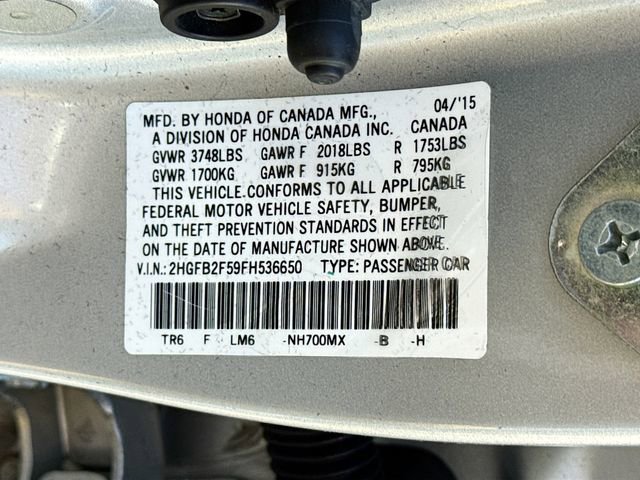 MFD. BY HONDA OF CANADA MFG., 04/'15
A DIVISION OF HONDA CANADA INC. CANADA
GVWR 3748LBS GAWR F 2018LBS R 1753LBS
GVWR 1700KG GAWR F 915KG R 795KG
THIS VEHICLE CONFORMS TO ALL APPLICABLE
FEDERAL MOTOR VEHICLE SAFETY, BUMPER,
AND THEFT PREVENTION STANDARDS IN EFFECT
ON THE DATE OF MANUFACTURE SHOWN ABOVE.
V.I.N.: 2HGFB2F59FH536650 TYPE: PASSENGER CAR
TR6 F LM6 -NH700MX -B -H